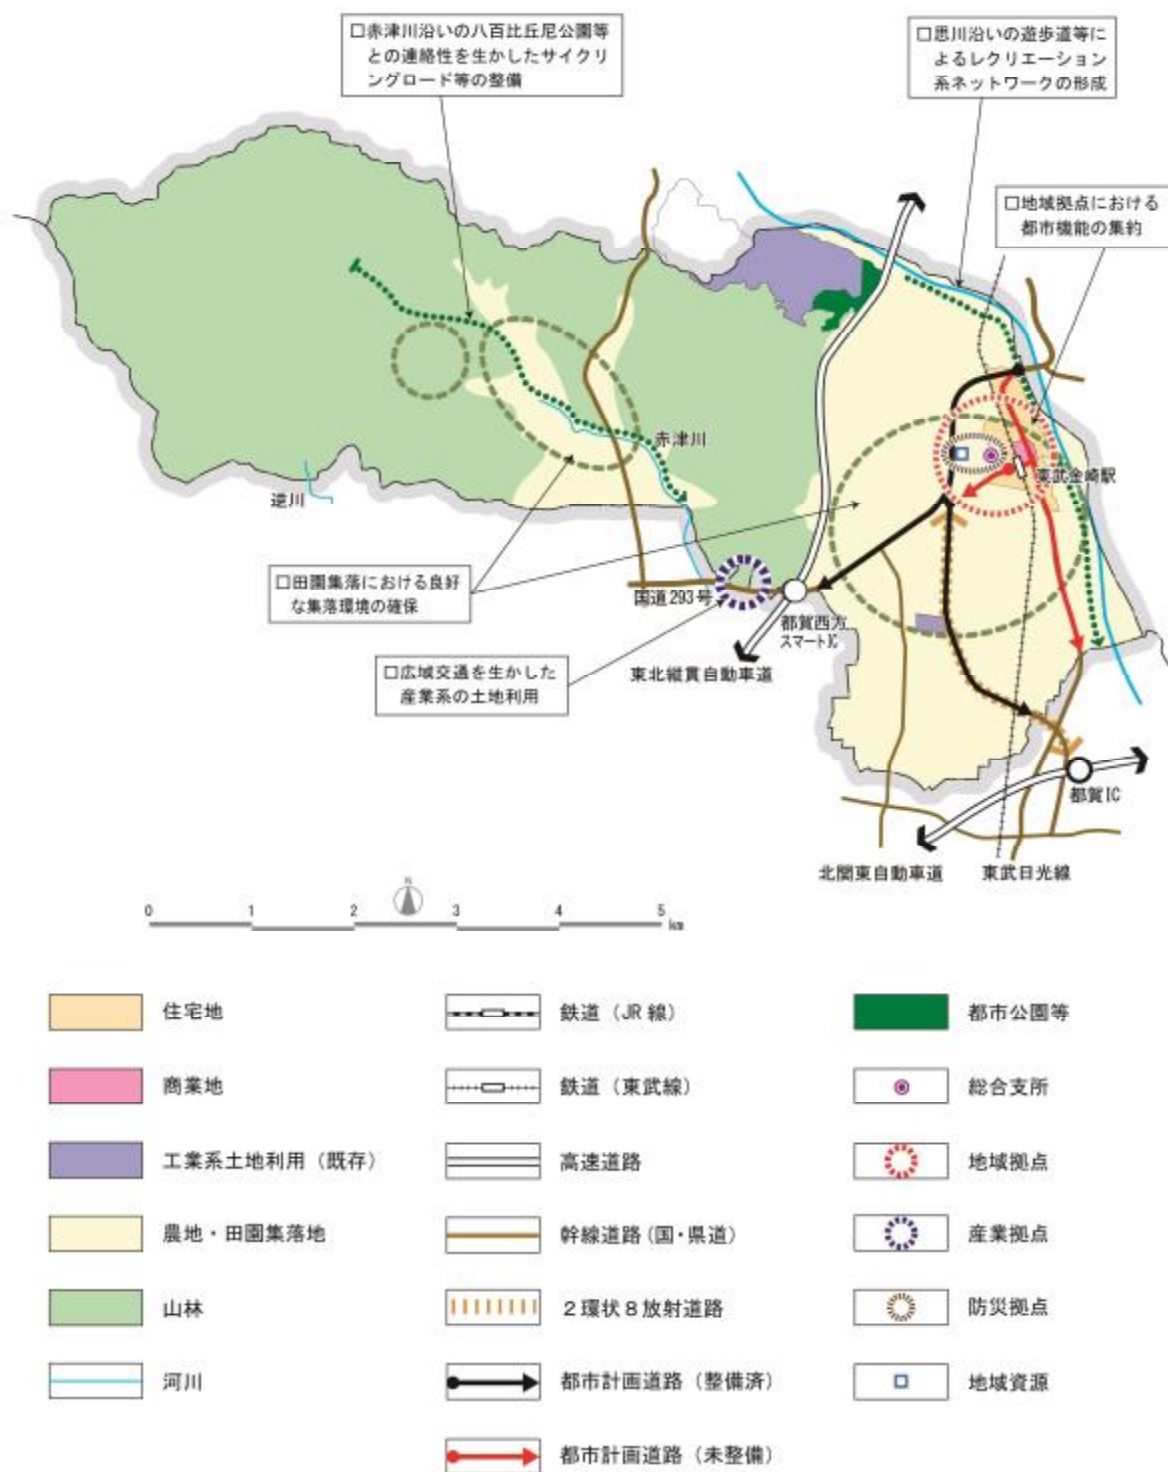 □赤津川沿いの八百比丘尼公園等
との連絡性を生かしたサイクリ
ングロード等の整備
□思川沿いの遊歩道等に
よるレクリエーション
系ネットワークの形成
□地域拠点における
都市機能の集約
赤津川
東武金崎駅
逆川
□田園集落における良好
な集落環境の確保
国道293号
都賀西方
スマートIC
□広域交通を生かした
産業系の土地利用
東北縦貫自動車道
都賀IC
北関東自動車道
東武日光線
N
0 1 2 3 4 5 km
住宅地
鉄道（JR線）
都市公園等
商業地
鉄道（東武線）
総合支所
工業系土地利用（既存）
高速道路
地域拠点
農地・田園集落地
幹線道路（国・県道）
産業拠点
山林
２環状８放射道路
防災拠点
河川
都市計画道路（整備済）
地域資源
都市計画道路（未整備）